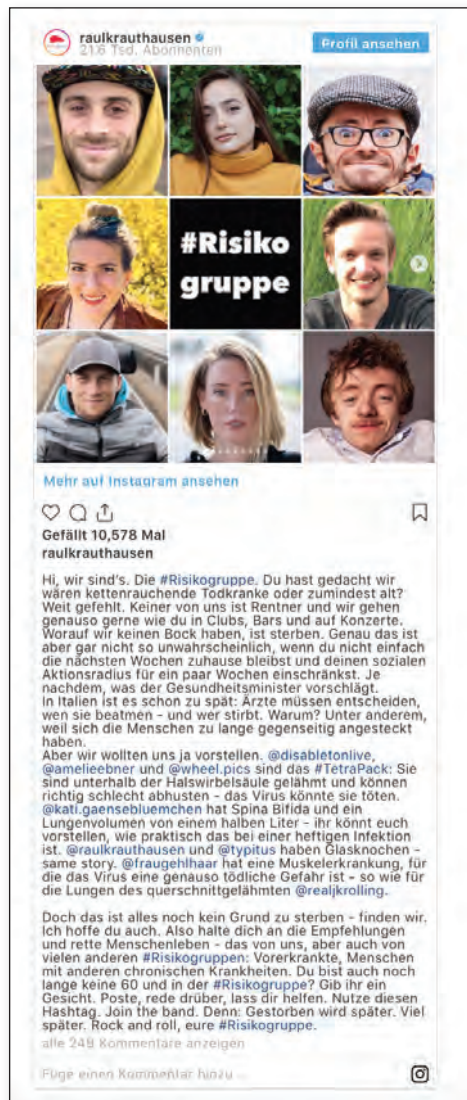 raulkrauthausen
21.6 Tsd. Abonnenten
Profil ansehen
#Risiko
gruppe
Mehr auf Instagram ansehen
Gefällt 10,578 Mal
raulkrauthausen
Hi, wir sind's. Die #Risikogruppe. Du hast gedacht wir
wären kettenrauchende Todkranke oder zumindest alt?
Weit gefehlt. Keiner von uns ist Rentner und wir gehen
genauso gerne wie du in Clubs, Bars und auf Konzerte.
Worauf wir keinen Bock haben, ist sterben. Genau das ist
aber gar nicht so unwahrscheinlich, wenn du nicht einfach
die nächsten Wochen zuhause bleibst und deinen sozialen
Aktionsradius für ein paar Wochen einschränkst. Je
nachdem, was der Gesundheitsminister vorschlägt.
In Italien ist es schon zu spät: Ärzte müssen entscheiden,
wen sie beatmen - und wer stirbt. Warum? Unter anderem,
weil sich die Menschen zu lange gegenseitig angesteckt
haben.
Aber wir wollten uns ja vorstellen. @disabletonlive,
@amelieebner und @wheel.pics sind das #TetraPack: Sie
sind unterhalb der Halswirbelsäule gelähmt und können
richtig schlecht abhusten - das Virus könnte sie töten.
@kati.gaensebluemchen hat Spina Bifida und ein
Lungenvolumen von einem halben Liter - ihr könnt euch
vorstellen, wie praktisch das bei einer heftigen Infektion
ist. @raulkrauthausen und @typitus haben Glasknochen -
same story. @fraugehlhaar hat eine Muskelerkrankung, für
die das Virus eine genauso tödliche Gefahr ist - so wie für
die Lungen des querschnittgelähmten @realjkrolling.
Doch das ist alles noch kein Grund zu sterben - finden wir.
Ich hoffe du auch. Also halte dich an die Empfehlungen
und rette Menschenleben - das von uns, aber auch von
vielen anderen #Risikogruppen: Vorerkrankte, Menschen
mit anderen chronischen Krankheiten. Du bist auch noch
lange keine 60 und in der #Risikogruppe? Gib ihr ein
Gesicht. Poste, rede drüber, lass dir helfen. Nutze diesen
Hashtag. Join the band. Denn: Gestorben wird später. Viel
später. Rock and roll, eure #Risikogruppe.
alle 249 Kommentare anzeigen
Füge einen Kommentar hinzu ...